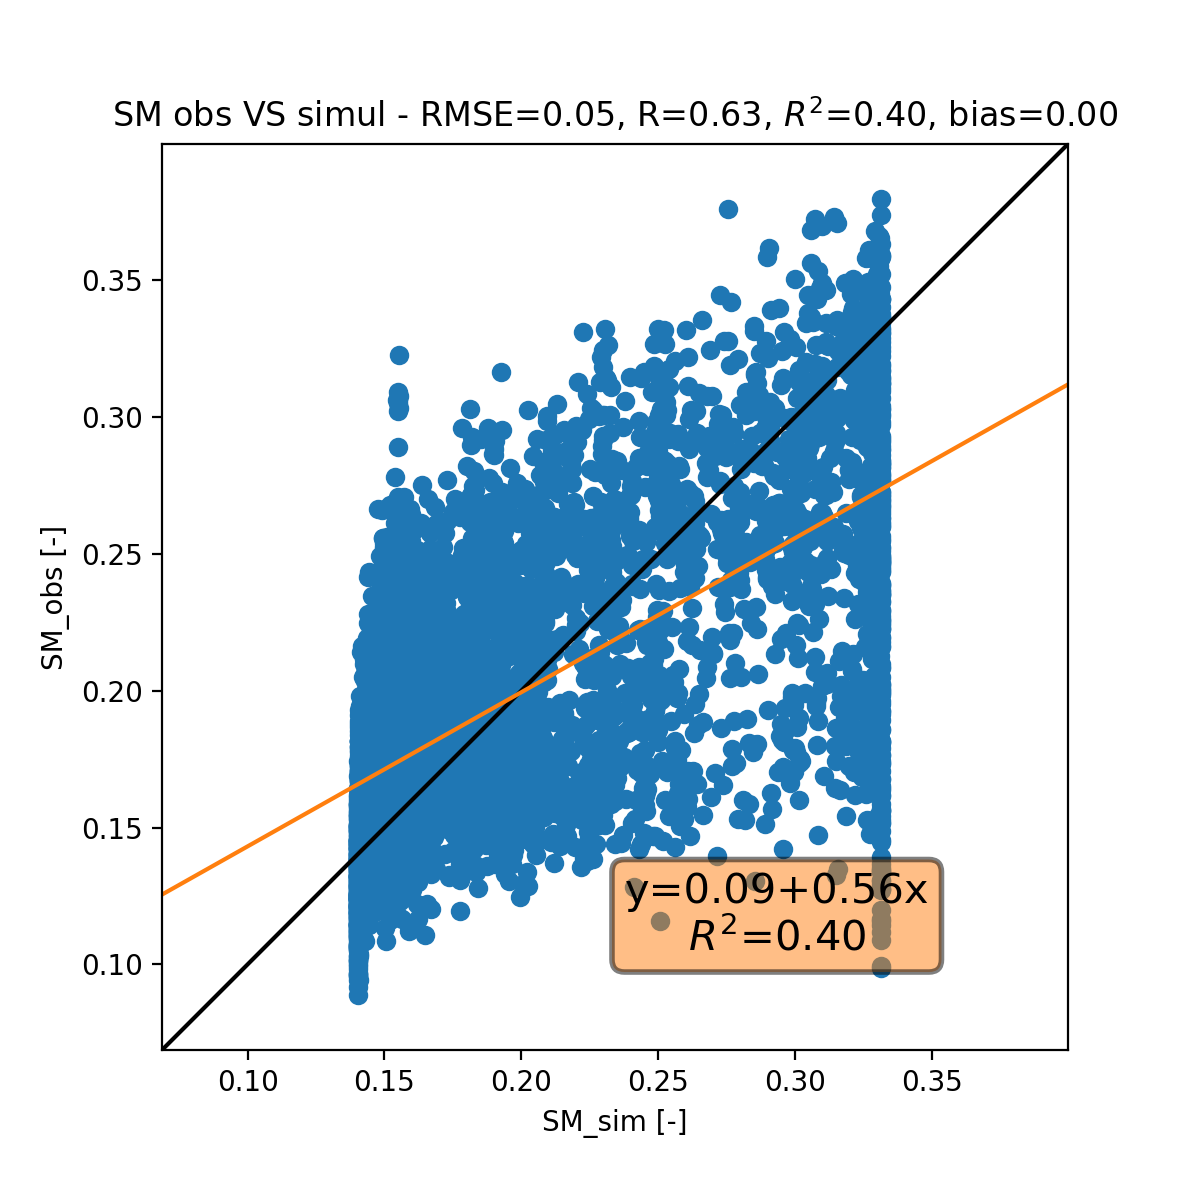 SM obs VS simul - RMSE=0.05, R=0.63, R²=0.40, bias=0.00
0.35
0.30
0.25
0.20
0.15
0.10
SM_obs [-]
y=0.09+0.56x
R²=0.40
0.10 0.15 0.20 0.25 0.30 0.35
SM_sim [-]